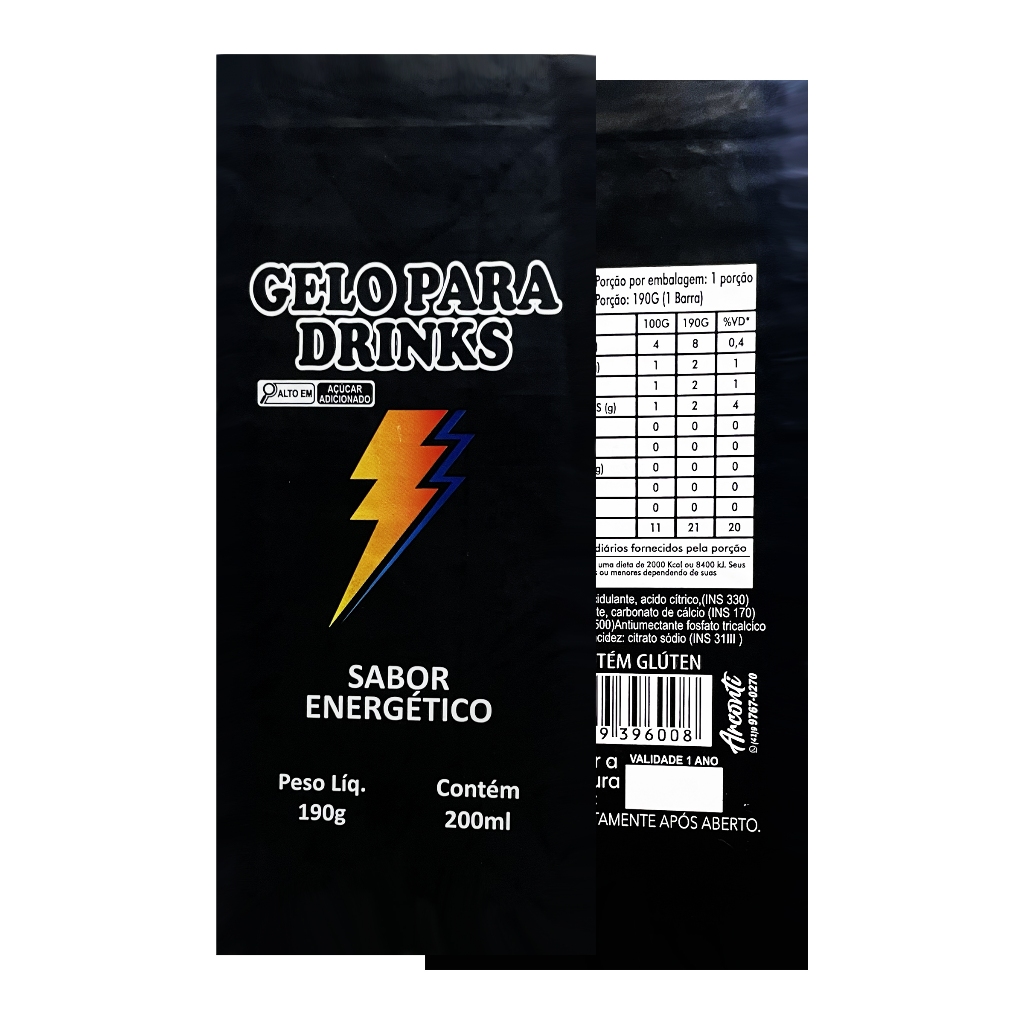 GELO PARA
DRINKS
ALTO EM AÇÚCAR
ADICIONADO
SABOR
ENERGÉTICO
Peso Líq. Contém
190g 200ml
Porção por embalagem: 1 porção
Porção: 190G (1 Barra)
100G 190G %VD*
4 8 0,4
1 2 1
1 2 1
S (g) 1 2 4
0 0 0
0 0 0
g) 0 0 0
0 0 0
0 0 0
11 21 20
diários fornecidos pela porção
uma dieta de 2000 Kcal ou 8400 kJ. Seus
ou menores dependendo de suas
idulante, acido cítrico,(INS 330)
te, carbonato de cálcio (INS 170)
500)Antiumectante fosfato tricalcico
cidez: citrato sódio (INS 31III )
TÉM GLÚTEN
9 396008
Arconti
(41)9 9767-0270
r a VALIDADE 1 ANO
ura
TAMENTE APÓS ABERTO.